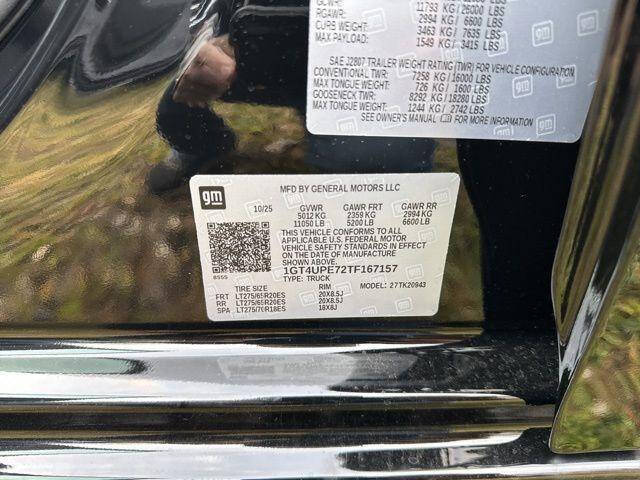 GCWR: 11793 KG / 26000 LBS
RGAWR: 2994 KG / 6600 LBS
CURB WEIGHT: 3463 KG / 7635 LBS
MAX PAYLOAD: 1549 KG / 3415 LBS
SAE J2807 TRAILER WEIGHT RATING (TWR) FOR VEHICLE CONFIGURATION
CONVENTIONAL TWR: 7258 KG / 16000 LBS
MAX TONGUE WEIGHT: 726 KG / 1600 LBS
GOOSENECK TWR: 8292 KG / 18280 LBS
MAX TONGUE WEIGHT: 1244 KG / 2742 LBS
SEE OWNER'S MANUAL FOR MORE INFORMATION
gm
MFD BY GENERAL MOTORS LLC
10/25 GVWR GAWR FRT GAWR RR
5012 KG 2359 KG 2994 KG
11050 LB 5200 LB 6600 LB
THIS VEHICLE CONFORMS TO ALL APPLICABLE
U.S. FEDERAL MOTOR
VEHICLE SAFETY STANDARDS IN EFFECT ON
THE DATE OF MANUFACTURE
SHOWN ABOVE.
1GT4UPE72TF167157
8555
TYPE: TRUCK
MODEL: 27TK20943
TIRE SIZE RIM
FRT LT275/65R20ES 20X8.5J
RR LT275/65R20ES 20X8.5J
SPA LT275/70R18ES 18X8J